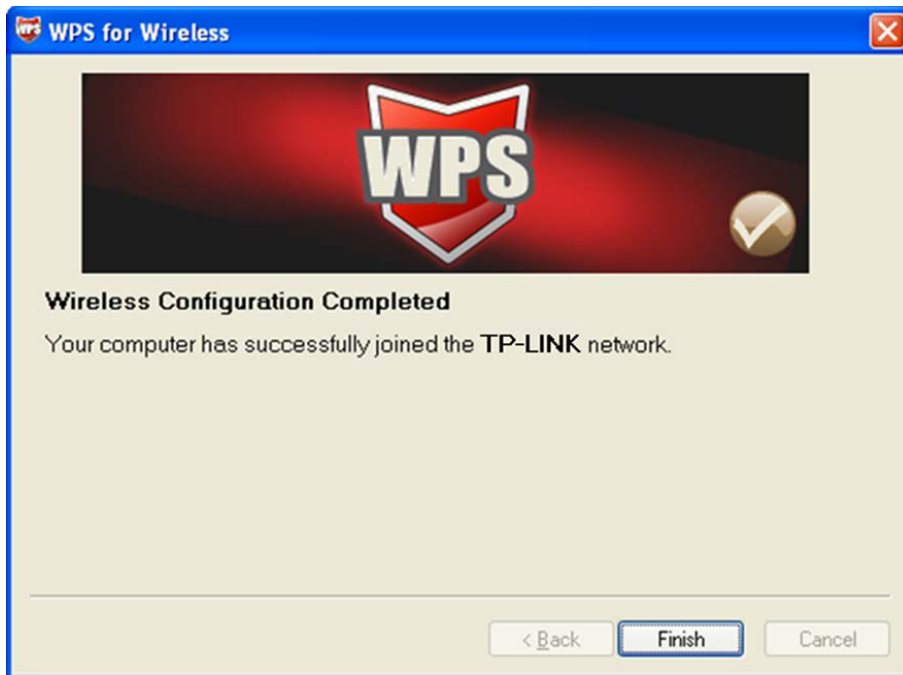 WPS for Wireless
WPS
Wireless Configuration Completed
Your computer has successfully joined the TP-LINK network.
< Back Finish Cancel